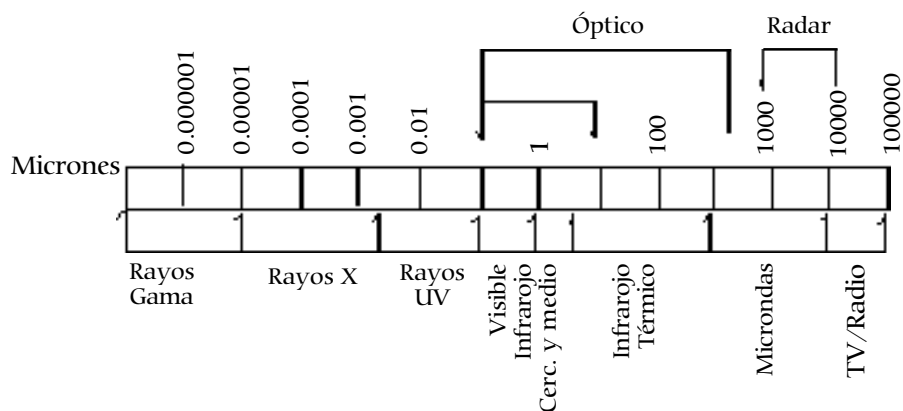 Óptico
Radar
0.000001
0.00001
0.0001
0.001
0.01
1
100
1000
10000
100000
Micrones
Rayos
Gama
Rayos X
Rayos
UV
Visible
Infrarojo
Cerc. y medio
Infrarojo
Térmico
Microndas
TV/Radio